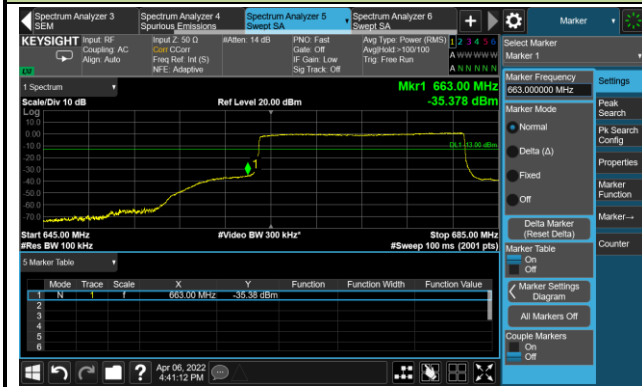 Spectrum Analyzer 3
SEM
Spectrum Analyzer 4
Spurious Emissions
Spectrum Analyzer 5
Swept SA
Spectrum Analyzer 6
Swept SA
Marker
KEYSIGHT
Input: RF
Coupling: AC
Align: Auto
Input Z: 50 Ω
Corr CCorr
Freq Ref: Int (S)
NFE: Adaptive
#Atten: 14 dB
PNO: Fast
Gate: Off
IF Gain: Low
Sig Track: Off
Avg Type: Power (RMS)
Avg|Hold:>100/100
Trig: Free Run
1 2 3 4 5 6
A W W W W W
A N N N N N
Select Marker
Marker 1
1 Spectrum
Mkr1 663.00 MHz
-35.378 dBm
Scale/Div 10 dB
Ref Level 20.00 dBm
Log
10.0
0.00
-10.0
-20.0
-30.0
-40.0
-50.0
-60.0
-70.0
DL1 -13.00 dBm
1
Start 645.00 MHz
#Video BW 300 kHz*
Stop 685.00 MHz
#Res BW 100 kHz
#Sweep 100 ms (2001 pts)
5 Marker Table
Mode Trace Scale X Y Function Function Width Function Value
1 N 1 f 663.00 MHz -35.38 dBm
2
3
4
5
6
Marker Frequency
663.000000 MHz
Marker Mode
Normal
Delta (Δ)
Fixed
Off
Delta Marker
(Reset Delta)
Marker Table
On
Off
Marker Settings
Diagram
All Markers Off
Couple Markers
On
Off
Settings
Peak
Search
Pk Search
Config
Properties
Marker
Function
Marker→
Counter
Apr 06, 2022
4:41:12 PM